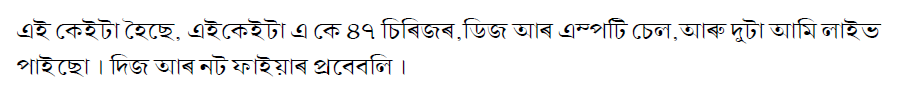 এই কেইটা হৈছে, এইকেইটা এ কে ৪৭ চিৰিজৰ,ডিজ আৰ এম্পটি চেল,আৰু দুটা আমি লাইভ
পাইছো । দিজ আৰ নট ফাইয়াৰ প্ৰবেবলি ।